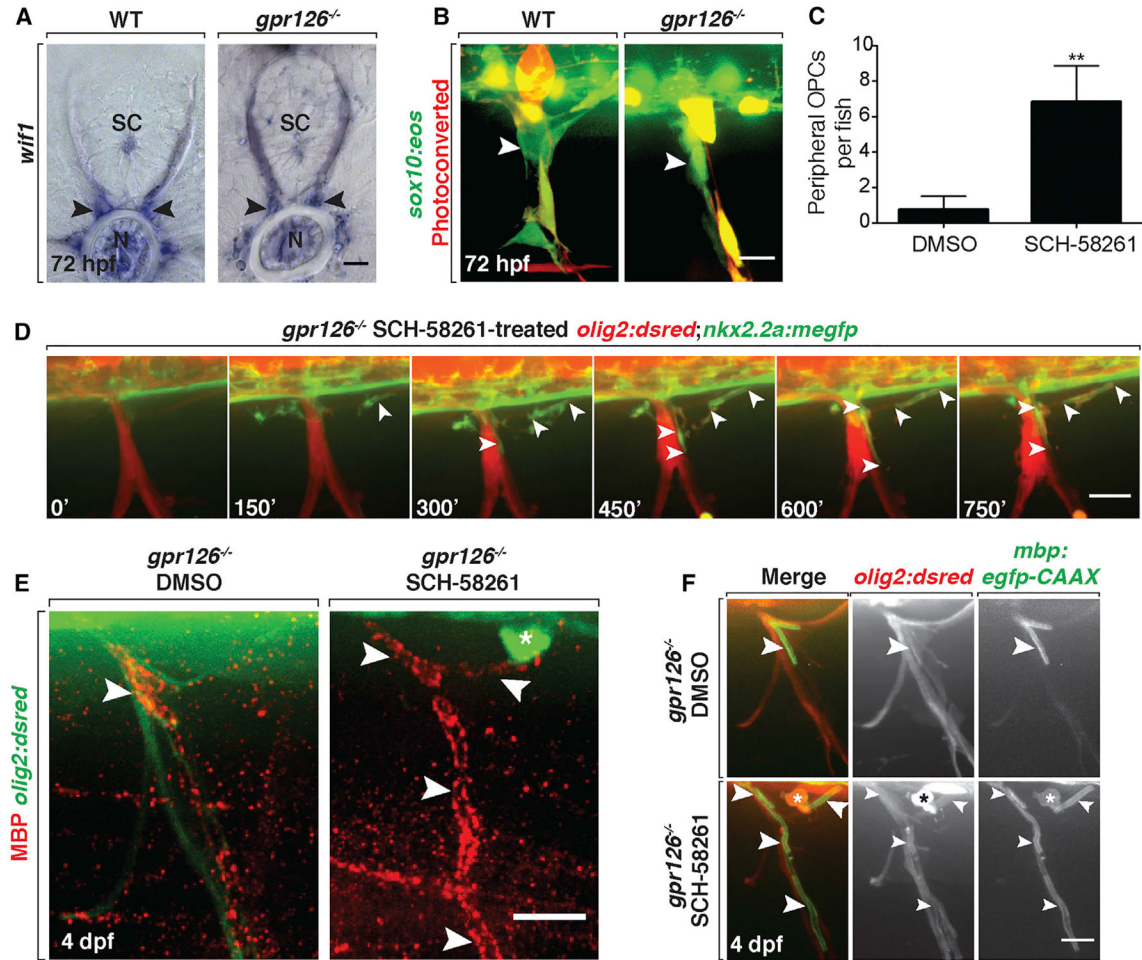 A
WT
gpr126-/-
wif1
SC
SC
N
N
72 hpf
B
WT
gpr126-/-
sox10:eos
Photoconverted
72 hpf
C
Peripheral OPCs
per fish
10
8
6
4
2
0
**
DMSO
SCH-58261
D
gpr126-/- SCH-58261-treated olig2:dsred;nkx2.2a:megfp
0’
150’
300’
450’
600’
750’
E
gpr126-/-
DMSO
gpr126-/-
SCH-58261
MBP olig2:dsred
*
4 dpf
F
Merge
olig2:dsred
mbp:
egfp-CAAX
gpr126-/-
DMSO
gpr126-/-
SCH-58261
*
*
*
4 dpf